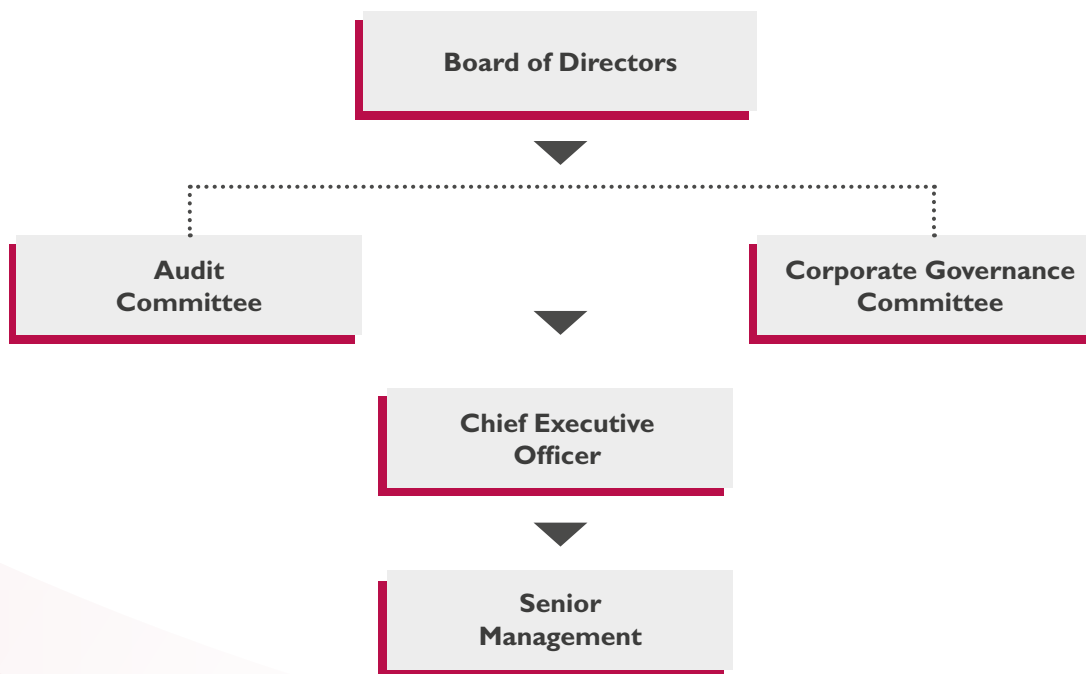 Board of Directors
Audit
Committee
Corporate Governance
Committee
Chief Executive
Officer
Senior
Management